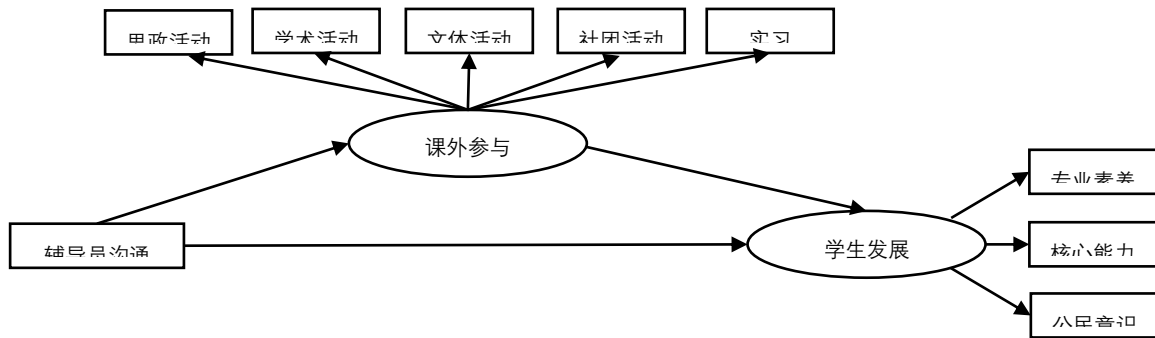 思政活动
学术活动
文体活动
社团活动
实习
课外参与
专业素养
辅导员沟通
学生发展
核心能力
公民意识